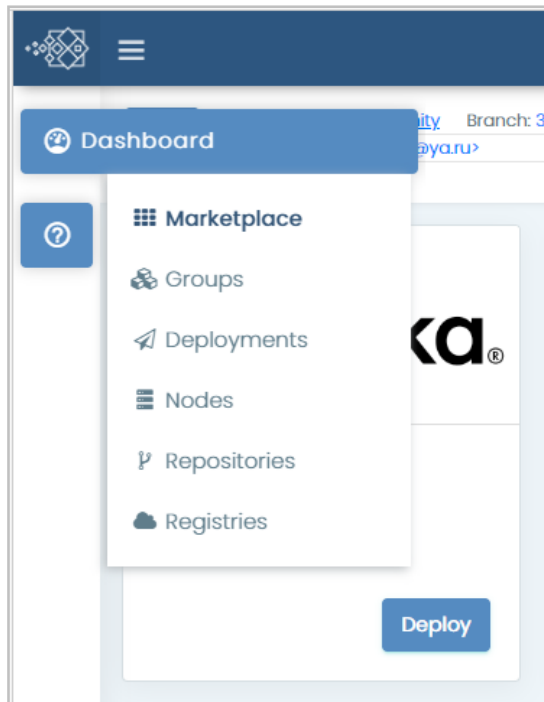 ity Branch: 3
Dashboard
@ya.ru>
Marketplace
Groups
ka®
Deployments
Nodes
Repositories
Registries
Deploy